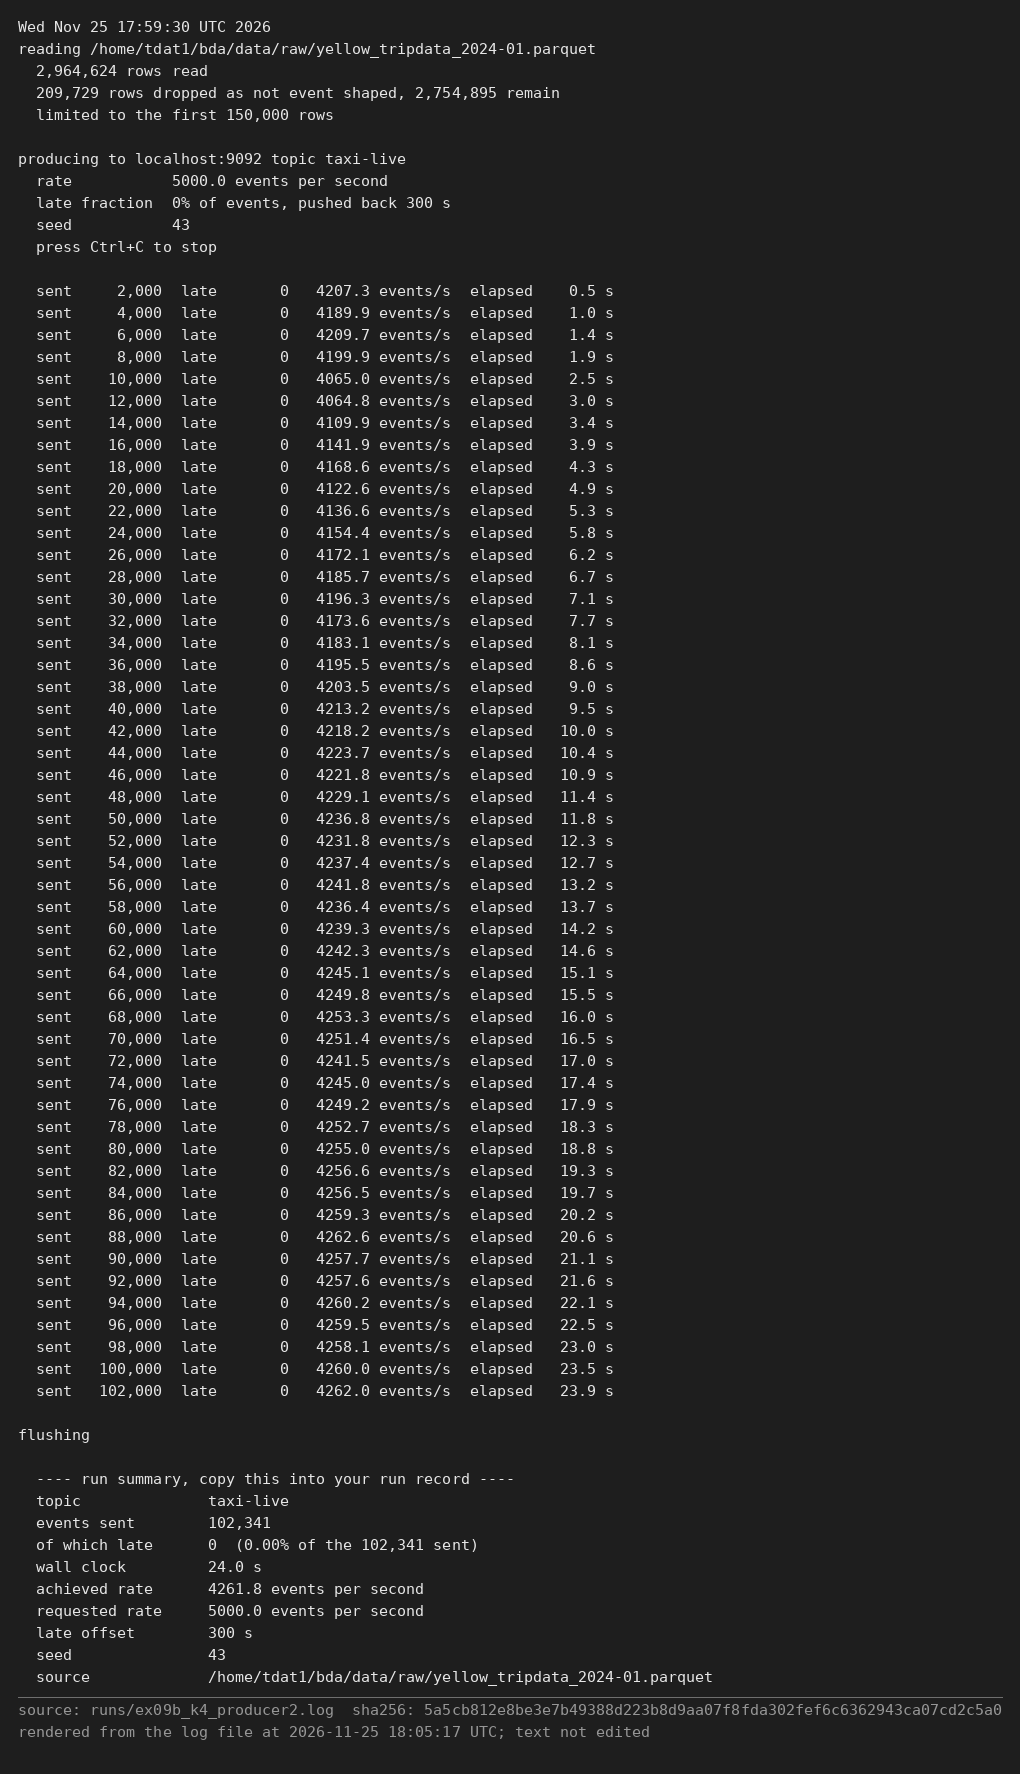 Wed Nov 25 17:59:30 UTC 2026
reading /home/tdat1/bda/data/raw/yellow_tripdata_2024-01.parquet
  2,964,624 rows read
  209,729 rows dropped as not event shaped, 2,754,895 remain
  limited to the first 150,000 rows

producing to localhost:9092 topic taxi-live
  rate           5000.0 events per second
  late fraction  0% of events, pushed back 300 s
  seed           43
  press Ctrl+C to stop

  sent     2,000  late       0   4207.3 events/s  elapsed    0.5 s
  sent     4,000  late       0   4189.9 events/s  elapsed    1.0 s
  sent     6,000  late       0   4209.7 events/s  elapsed    1.4 s
  sent     8,000  late       0   4199.9 events/s  elapsed    1.9 s
  sent    10,000  late       0   4065.0 events/s  elapsed    2.5 s
  sent    12,000  late       0   4064.8 events/s  elapsed    3.0 s
  sent    14,000  late       0   4109.9 events/s  elapsed    3.4 s
  sent    16,000  late       0   4141.9 events/s  elapsed    3.9 s
  sent    18,000  late       0   4168.6 events/s  elapsed    4.3 s
  sent    20,000  late       0   4122.6 events/s  elapsed    4.9 s
  sent    22,000  late       0   4136.6 events/s  elapsed    5.3 s
  sent    24,000  late       0   4154.4 events/s  elapsed    5.8 s
  sent    26,000  late       0   4172.1 events/s  elapsed    6.2 s
  sent    28,000  late       0   4185.7 events/s  elapsed    6.7 s
  sent    30,000  late       0   4196.3 events/s  elapsed    7.1 s
  sent    32,000  late       0   4173.6 events/s  elapsed    7.7 s
  sent    34,000  late       0   4183.1 events/s  elapsed    8.1 s
  sent    36,000  late       0   4195.5 events/s  elapsed    8.6 s
  sent    38,000  late       0   4203.5 events/s  elapsed    9.0 s
  sent    40,000  late       0   4213.2 events/s  elapsed    9.5 s
  sent    42,000  late       0   4218.2 events/s  elapsed   10.0 s
  sent    44,000  late       0   4223.7 events/s  elapsed   10.4 s
  sent    46,000  late       0   4221.8 events/s  elapsed   10.9 s
  sent    48,000  late       0   4229.1 events/s  elapsed   11.4 s
  sent    50,000  late       0   4236.8 events/s  elapsed   11.8 s
  sent    52,000  late       0   4231.8 events/s  elapsed   12.3 s
  sent    54,000  late       0   4237.4 events/s  elapsed   12.7 s
  sent    56,000  late       0   4241.8 events/s  elapsed   13.2 s
  sent    58,000  late       0   4236.4 events/s  elapsed   13.7 s
  sent    60,000  late       0   4239.3 events/s  elapsed   14.2 s
  sent    62,000  late       0   4242.3 events/s  elapsed   14.6 s
  sent    64,000  late       0   4245.1 events/s  elapsed   15.1 s
  sent    66,000  late       0   4249.8 events/s  elapsed   15.5 s
  sent    68,000  late       0   4253.3 events/s  elapsed   16.0 s
  sent    70,000  late       0   4251.4 events/s  elapsed   16.5 s
  sent    72,000  late       0   4241.5 events/s  elapsed   17.0 s
  sent    74,000  late       0   4245.0 events/s  elapsed   17.4 s
  sent    76,000  late       0   4249.2 events/s  elapsed   17.9 s
  sent    78,000  late       0   4252.7 events/s  elapsed   18.3 s
  sent    80,000  late       0   4255.0 events/s  elapsed   18.8 s
  sent    82,000  late       0   4256.6 events/s  elapsed   19.3 s
  sent    84,000  late       0   4256.5 events/s  elapsed   19.7 s
  sent    86,000  late       0   4259.3 events/s  elapsed   20.2 s
  sent    88,000  late       0   4262.6 events/s  elapsed   20.6 s
  sent    90,000  late       0   4257.7 events/s  elapsed   21.1 s
  sent    92,000  late       0   4257.6 events/s  elapsed   21.6 s
  sent    94,000  late       0   4260.2 events/s  elapsed   22.1 s
  sent    96,000  late       0   4259.5 events/s  elapsed   22.5 s
  sent    98,000  late       0   4258.1 events/s  elapsed   23.0 s
  sent   100,000  late       0   4260.0 events/s  elapsed   23.5 s
  sent   102,000  late       0   4262.0 events/s  elapsed   23.9 s

flushing

  ---- run summary, copy this into your run record ----
  topic              taxi-live
  events sent        102,341
  of which late      0  (0.00% of the 102,341 sent)
  wall clock         24.0 s
  achieved rate      4261.8 events per second
  requested rate     5000.0 events per second
  late offset        300 s
  seed               43
  source             /home/tdat1/bda/data/raw/yellow_tripdata_2024-01.parquet
source: runs/ex09b_k4_producer2.log  sha256: 5a5cb812e8be3e7b49388d223b8d9aa07f8fda302fef6c6362943ca07cd2c5a0
rendered from the log file at 2026-11-25 18:05:17 UTC; text not edited